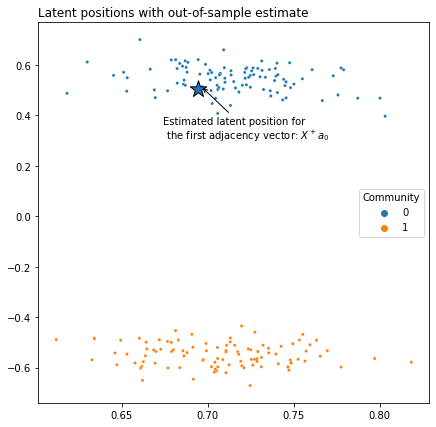 Latent positions with out-of-sample estimate
0.6
0.4
Estimated latent position for
the first adjacency vector: X⁺a₀
0.2
Community
0
1
0.0
−0.2
−0.4
−0.6
0.65 0.70 0.75 0.80